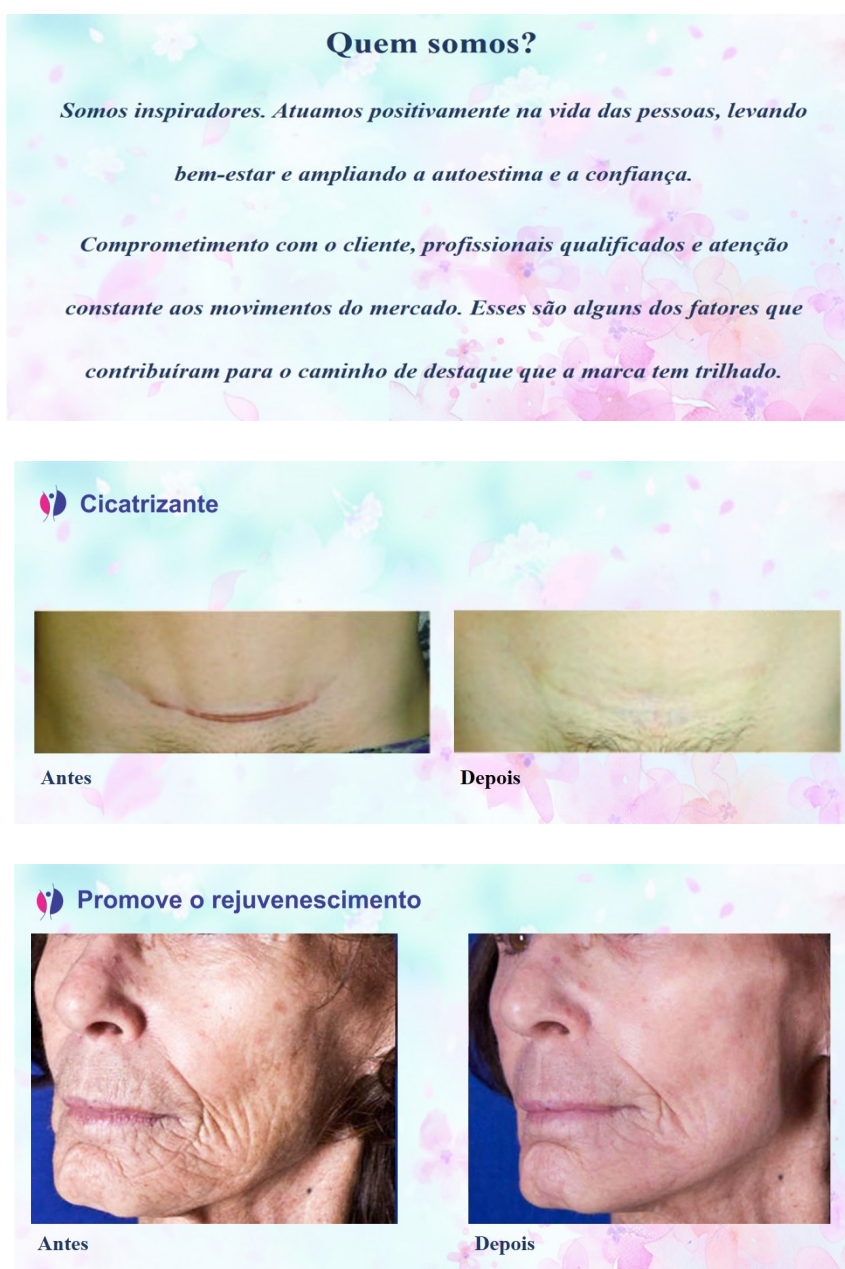 Quem somos?
Somos inspiradores. Atuamos positivamente na vida das pessoas, levando
bem-estar e ampliando a autoestima e a confiança.
Comprometimento com o cliente, profissionais qualificados e atenção
constante aos movimentos do mercado. Esses são alguns dos fatores que
contribuíram para o caminho de destaque que a marca tem trilhado.
Cicatrizante
Antes
Depois
Promove o rejuvenescimento
Antes
Depois